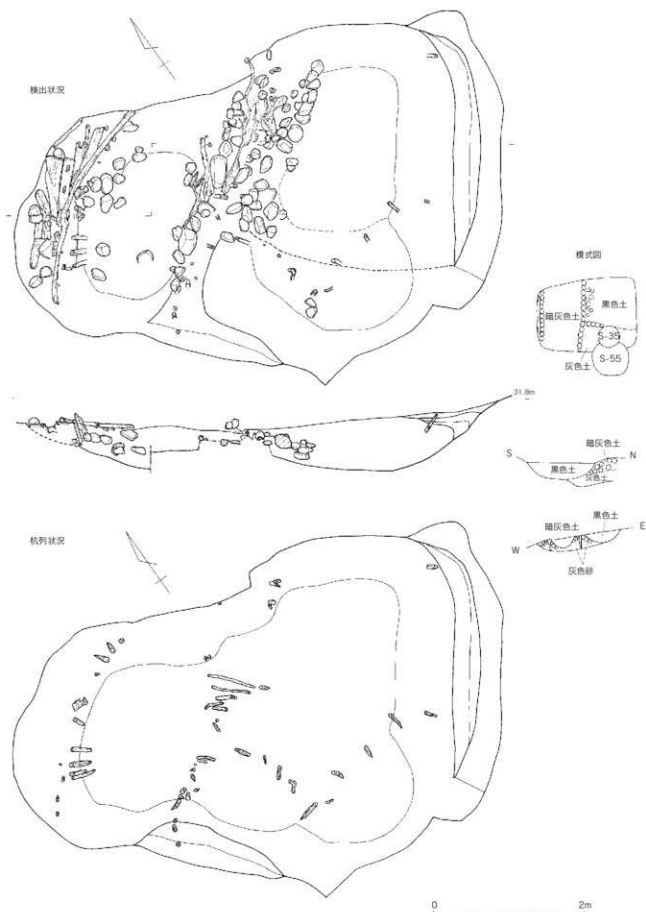 検出状況
模式図
暗灰色土
黒色土
S-35
S-55
灰色土
31.8m
暗灰色土
S
黒色土
N
灰色土
黒色土
暗灰色土
E
W
灰色砂
杭列状況
0 2m